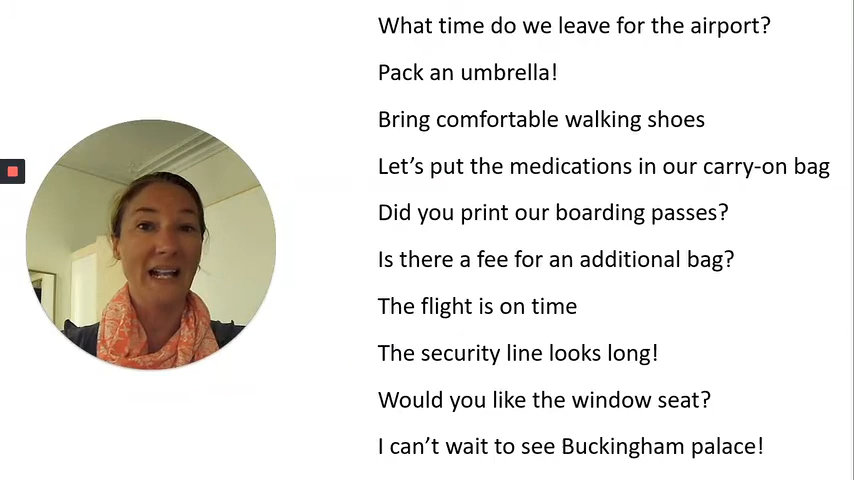 What time do we leave for the airport?
Pack an umbrella!
Bring comfortable walking shoes
Let’s put the medications in our carry-on bag
Did you print our boarding passes?
Is there a fee for an additional bag?
The flight is on time
The security line looks long!
Would you like the window seat?
I can’t wait to see Buckingham palace!